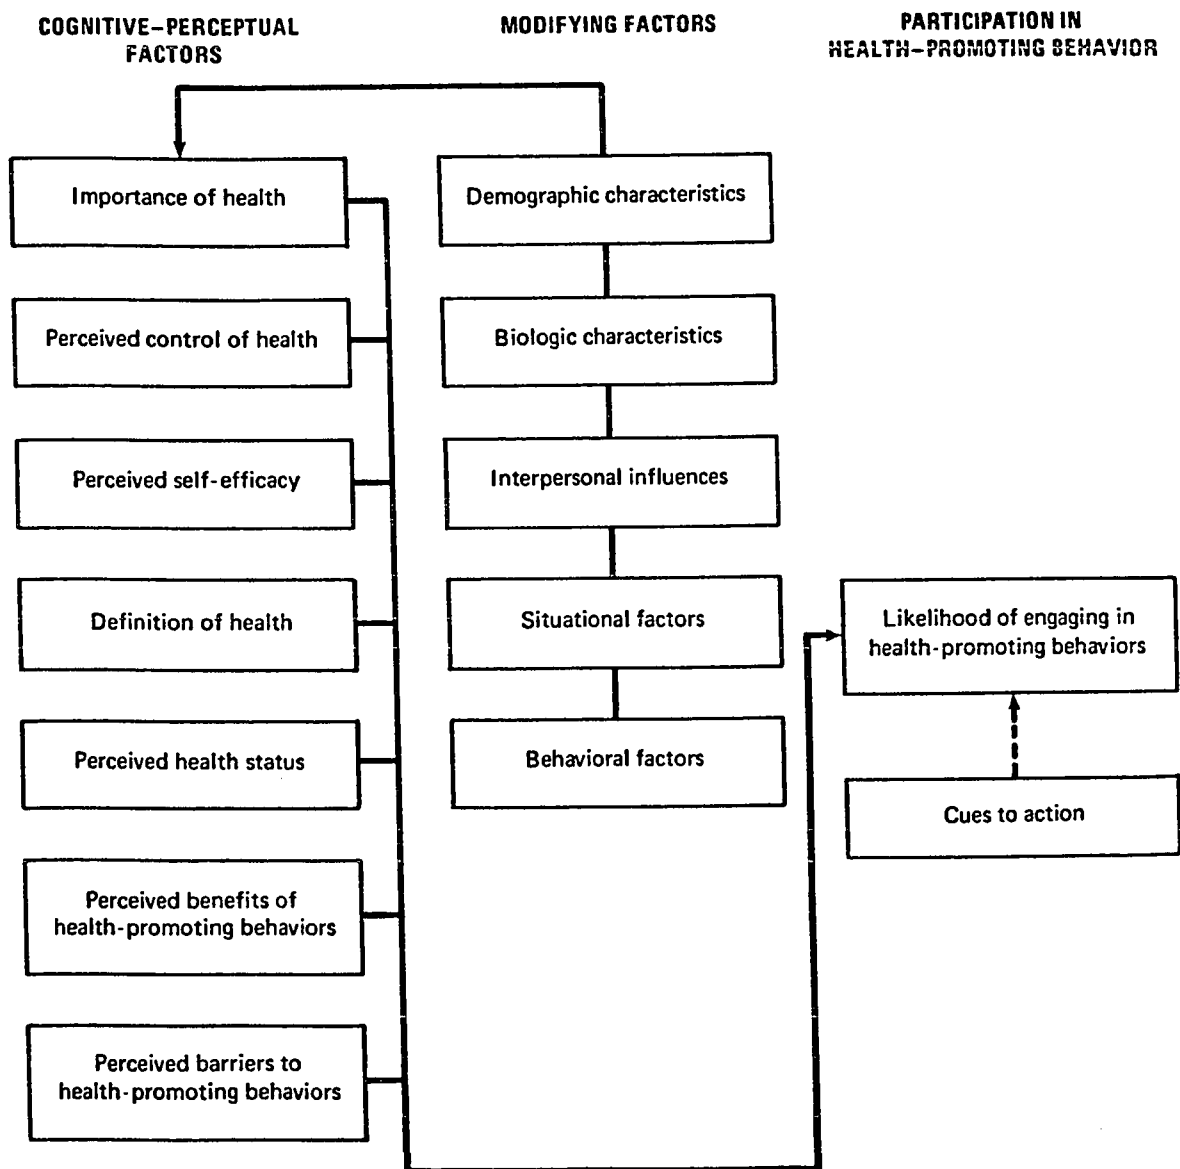 COGNITIVE-PERCEPTUAL
FACTORS
MODIFYING FACTORS
PARTICIPATION IN
HEALTH-PROMOTING BEHAVIOR
Importance of health
Perceived control of health
Perceived self-efficacy
Definition of health
Perceived health status
Perceived benefits of
health-promoting behaviors
Perceived barriers to
health-promoting behaviors
Demographic characteristics
Biologic characteristics
Interpersonal influences
Situational factors
Behavioral factors
Likelihood of engaging in
health-promoting behaviors
Cues to action